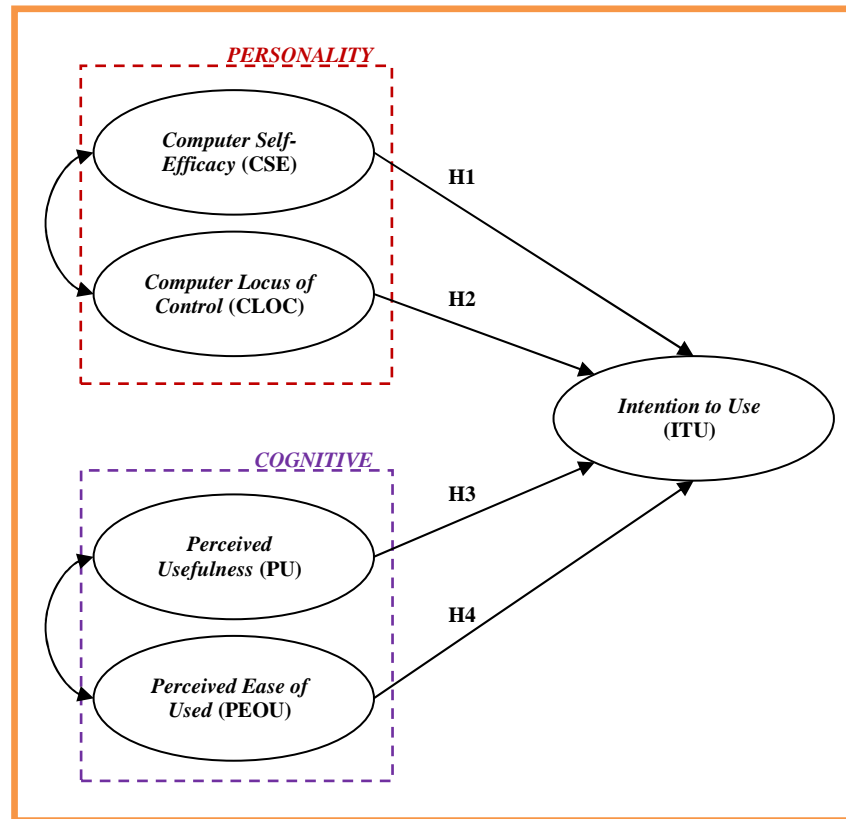 PERSONALITY
Computer Self-
Efficacy (CSE)
H1
Computer Locus of
Control (CLOC)
H2
Intention to Use
(ITU)
COGNITIVE
H3
Perceived
Usefulness (PU)
H4
Perceived Ease of
Used (PEOU)